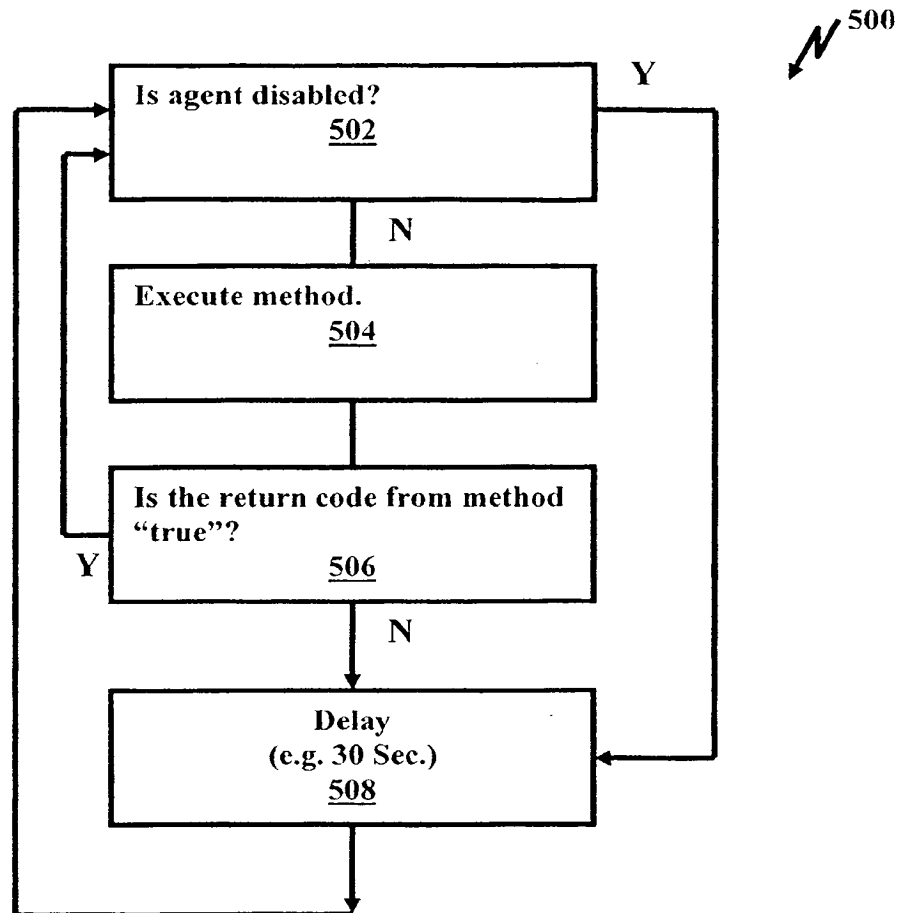 500
Is agent disabled?
502
Y
N
Execute method.
504
Is the return code from method
“true”?
506
Y
N
Delay
(e.g. 30 Sec.)
508